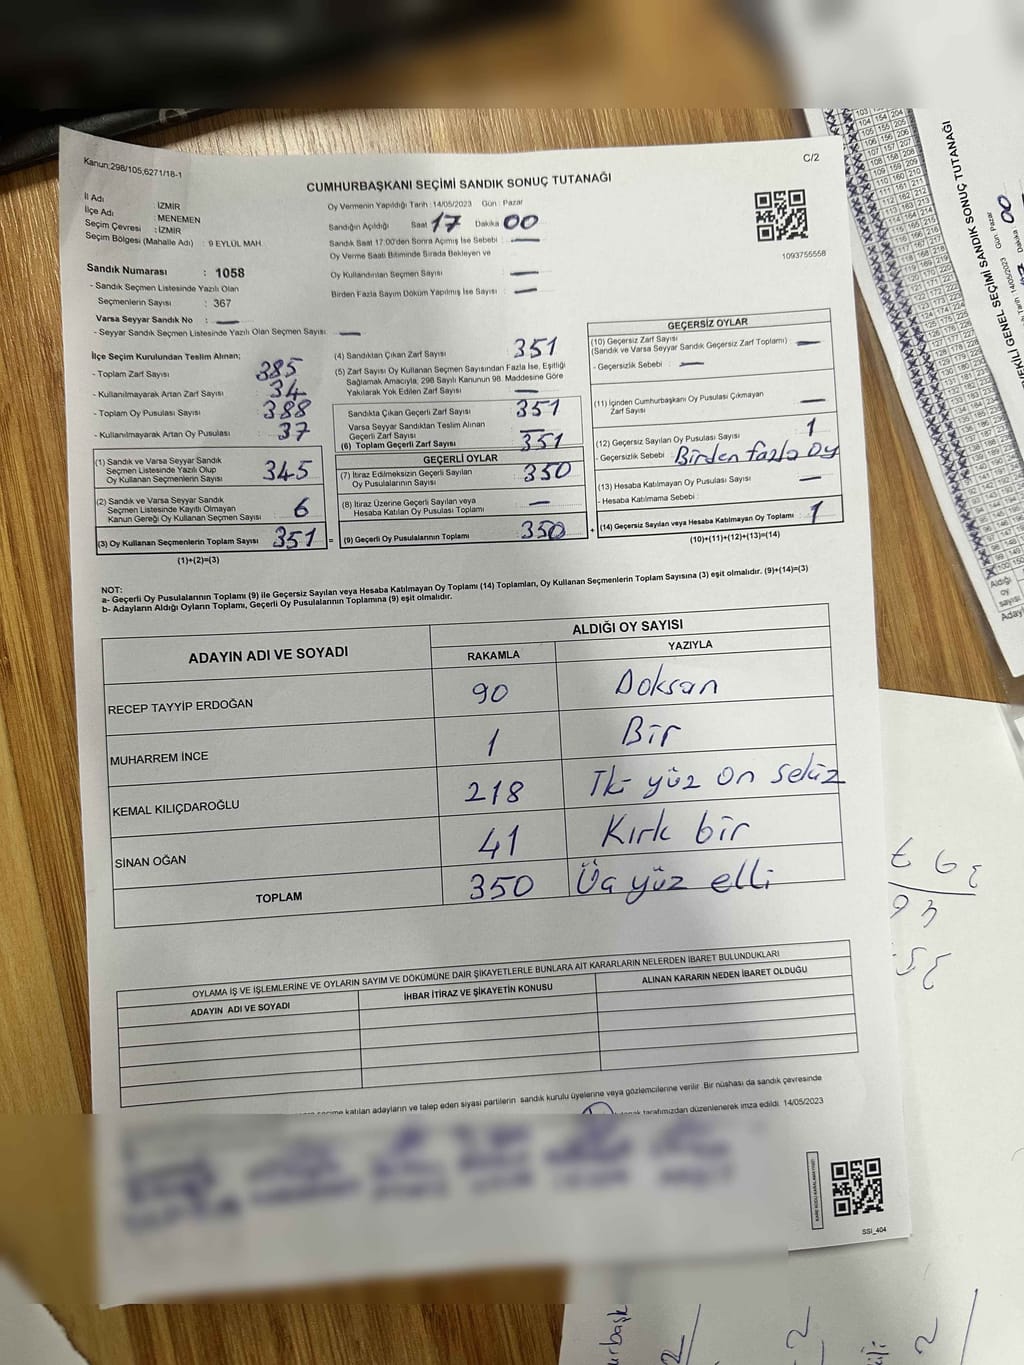 Kanun:298/105,6271/18-1
C/2
CUMHURBAŞKANI SEÇİMİ SANDIK SONUÇ TUTANAĞI
İl Adı : İZMİR
İlçe Adı : MENEMEN
Seçim Çevresi : İZMİR
Seçim Bölgesi (Mahalle Adı) : 9 EYLÜL MAH.
Sandık Numarası : 1058
- Sandık Seçmen Listesinde Yazılı Olan
Seçmenlerin Sayısı : 367
Varsa Seyyar Sandık No : —
- Seyyar Sandık Seçmen Listesinde Yazılı Olan Seçmen Sayısı —
Oy Vermenin Yapıldığı Tarih : 14/05/2023 Gün : Pazar
Sandığın Açıldığı Saat 17 Dakika 00
Sandık Saat 17:00'den Sonra Açımış İse Sebebi : —
Oy Verme Saati Bitiminde Sırada Bekleyen ve
Oy Kullandırılan Seçmen Sayısı —
Birden Fazla Sayım Döküm Yapılmış İse Sayısı : —
1093755558
İlçe Seçim Kurulundan Teslim Alınan;
- Toplam Zarf Sayısı 385
- Kullanılmayarak Artan Zarf Sayısı 34
- Toplam Oy Pusulası Sayısı 388
- Kullanılmayarak Artan Oy Pusulası 37
(1) Sandık ve Varsa Seyyar Sandık
Seçmen Listesinde Yazılı Olup
Oy Kullanan Seçmen Sayısı 345
(2) Sandık ve Varsa Seyyar Sandık
Seçmen Listesinde Kayıtlı Olmayan
Kanun Gereği Oy Kullanan Seçmen Sayısı 6
(3) Oy Kullanan Seçmenlerin Toplam Sayısı 351 =
(1)+(2)=(3)
(4) Sandıktan Çıkan Zarf Sayısı 351
(5) Zarf Sayısı Oy Kullanan Seçmen Sayısından Fazla İse, Eşitliği
Sağlamak Amacıyla, 298 Sayılı Kanunun 98. Maddesine Göre
Yakılarak Yok Edilen Zarf Sayısı —
Sandıkta Çıkan Geçerli Zarf Sayısı 351
Varsa Seyyar Sandıktan Teslim Alınan
Geçerli Zarf Sayısı —
(6) Toplam Geçerli Zarf Sayısı 351
GEÇERLİ OYLAR
(7) İtiraz Edilmeksizin Geçerli Sayılan
Oy Pusulalarının Sayısı 350
(8) İtiraz Üzerine Geçerli Sayılan veya
Hesaba Katılan Oy Pusulası Toplamı —
(9) Geçerli Oy Pusulalarının Toplamı 350 +
GEÇERSİZ OYLAR
(10) Geçersiz Zarf Sayısı
(Sandık ve Varsa Seyyar Sandık Geçersiz Zarf Toplamı) : —
- Geçersizlik Sebebi : —
(11) İçinden Cumhurbaşkanı Oy Pusulası Çıkmayan
Zarf Sayısı —
(12) Geçersiz Sayılan Oy Pusulası Sayısı 1
- Geçersizlik Sebebi : Birden fazla oy
(13) Hesaba Katılmayan Oy Pusulası Sayısı —
- Hesaba Katılmama Sebebi :
(14) Geçersiz Sayılan veya Hesaba Katılmayan Oy Toplamı : 1
(10)+(11)+(12)+(13)=(14)
NOT:
a- Geçerli Oy Pusulalarının Toplamı (9) ile Geçersiz Sayılan veya Hesaba Katılmayan Oy Toplamı (14) Toplamları, Oy Kullanan Seçmenlerin Toplam Sayısına (3) eşit olmalıdır. (9)+(14)=(3)
b- Adayların Aldığı Oyların Toplamı, Geçerli Oy Pusulalarının Toplamına (9) eşit olmalıdır.
ADAYIN ADI VE SOYADI
ALDIĞI OY SAYISI
RAKAMLA YAZIYLA
RECEP TAYYİP ERDOĞAN 90 Doksan
MUHARREM İNCE 1 Bir
KEMAL KILIÇDAROĞLU 218 İki yüz on sekiz
SİNAN OĞAN 41 Kırk bir
TOPLAM 350 Üç yüz elli
OYLAMA İŞ VE İŞLEMLERİNE VE OYLARIN SAYIM VE DÖKÜMÜNE DAİR ŞİKAYETLERLE BUNLARA AİT KARARLARIN NELERDEN İBARET BULUNDUKLARI
ADAYIN ADI VE SOYADI İHBAR İTİRAZ VE ŞİKAYETİN KONUSU ALINAN KARARIN NEDEN İBARET OLDUĞU
katılan adayların ve talep eden siyasi partilerin sandık kurulu üyelerine veya gözlemcilerine verilir. Bir nüshası da sandık çevresinde
tarafımızdan düzenlenerek imza edildi. 14/05/2023
SSI_404
GENEL SEÇİMİ SANDIK SONUÇ TUTANAĞI
14/05/2023 Gün: Pazar
Dakika 00
Aldığı
oy
sayısı